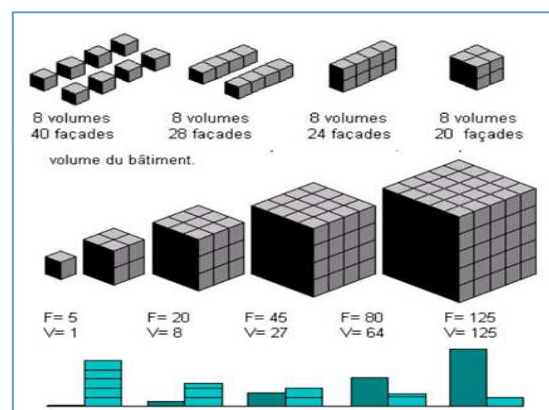 8 volumes 8 volumes 8 volumes 8 volumes
40 façades 28 façades 24 façades 20 façades
volume du bâtiment.
F= 5 F= 20 F= 45 F= 80 F= 125
V= 1 V= 8 V= 27 V= 64 V= 125